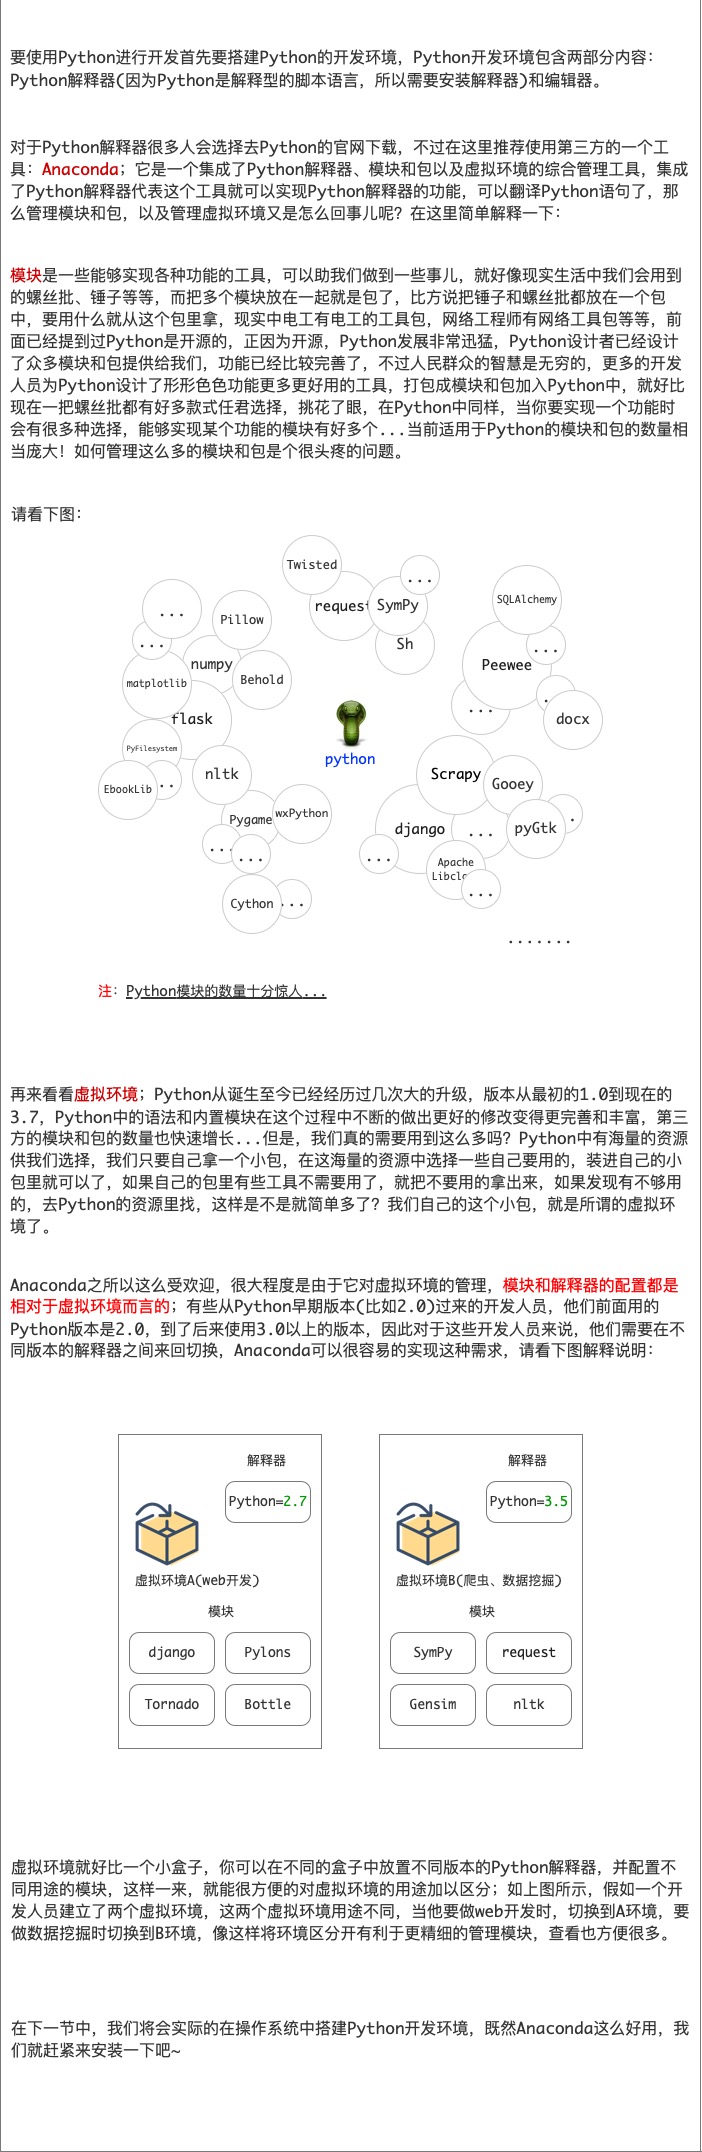 要使用Python进行开发首先要搭建Python的开发环境，Python开发环境包含两部分内容：
Python解释器(因为Python是解释型的脚本语言，所以需要安装解释器)和编辑器。
对于Python解释器很多人会选择去Python的官网下载，不过在这里推荐使用第三方的一个工
具：Anaconda；它是一个集成了Python解释器、模块和包以及虚拟环境的综合管理工具，集成
了Python解释器代表这个工具就可以实现Python解释器的功能，可以翻译Python语句了，那
么管理模块和包，以及管理虚拟环境又是怎么回事儿呢？在这里简单解释一下：
模块是一些能够实现各种功能的工具，可以助我们做到一些事儿，就好像现实生活中我们会用到
的螺丝批、锤子等等，而把多个模块放在一起就是包了，比方说把锤子和螺丝批都放在一个包
中，要用什么就从这个包里拿，现实中电工有电工的工具包，网络工程师有网络工具包等等，前
面已经提到过Python是开源的，正因为开源，Python发展非常迅猛，Python设计者已经设计
了众多模块和包提供给我们，功能已经比较完善了，不过人民群众的智慧是无穷的，更多的开发
人员为Python设计了形形色色功能更多更好用的工具，打包成模块和包加入Python中，就好比
现在一把螺丝批都有好多款式任君选择，挑花了眼，在Python中同样，当你要实现一个功能时
会有很多种选择，能够实现某个功能的模块有好多个...当前适用于Python的模块和包的数量相
当庞大！如何管理这么多的模块和包是个很头疼的问题。
请看下图：
Twisted
...
request
SymPy
Sh
SQLAlchemy
...
Peewee
...
.
docx
...
Pillow
...
numpy
Behold
matplotlib
flask
PyFilesystem
nltk
EbookLib
..
python
Scrapy
Gooey
django
...
pyGtk
.
...
Apache
Libclo
...
Pygame
wxPython
...
...
Cython
...
.......
注：Python模块的数量十分惊人...
再来看看虚拟环境；Python从诞生至今已经经历过几次大的升级，版本从最初的1.0到现在的
3.7，Python中的语法和内置模块在这个过程中不断的做出更好的修改变得更完善和丰富，第三
方的模块和包的数量也快速增长...但是，我们真的需要用到这么多吗？Python中有海量的资源
供我们选择，我们只要自己拿一个小包，在这海量的资源中选择一些自己要用的，装进自己的小
包里就可以了，如果自己的包里有些工具不需要用了，就把不要用的拿出来，如果发现有不够用
的，去Python的资源里找，这样是不是就简单多了？我们自己的这个小包，就是所谓的虚拟环
境了。
Anaconda之所以这么受欢迎，很大程度是由于它对虚拟环境的管理，模块和解释器的配置都是
相对于虚拟环境而言的；有些从Python早期版本(比如2.0)过来的开发人员，他们前面用的
Python版本是2.0，到了后来使用3.0以上的版本，因此对于这些开发人员来说，他们需要在不
同版本的解释器之间来回切换，Anaconda可以很容易的实现这种需求，请看下图解释说明：
解释器
Python=2.7
虚拟环境A(web开发)
模块
django
Pylons
Tornado
Bottle
解释器
Python=3.5
虚拟环境B(爬虫、数据挖掘)
模块
SymPy
request
Gensim
nltk
虚拟环境就好比一个小盒子，你可以在不同的盒子中放置不同版本的Python解释器，并配置不
同用途的模块，这样一来，就能很方便的对虚拟环境的用途加以区分；如上图所示，假如一个开
发人员建立了两个虚拟环境，这两个虚拟环境用途不同，当他要做web开发时，切换到A环境，要
做数据挖掘时切换到B环境，像这样将环境区分开有利于更精细的管理模块，查看也方便很多。
在下一节中，我们将会实际的在操作系统中搭建Python开发环境，既然Anaconda这么好用，我
们就赶紧来安装一下吧~